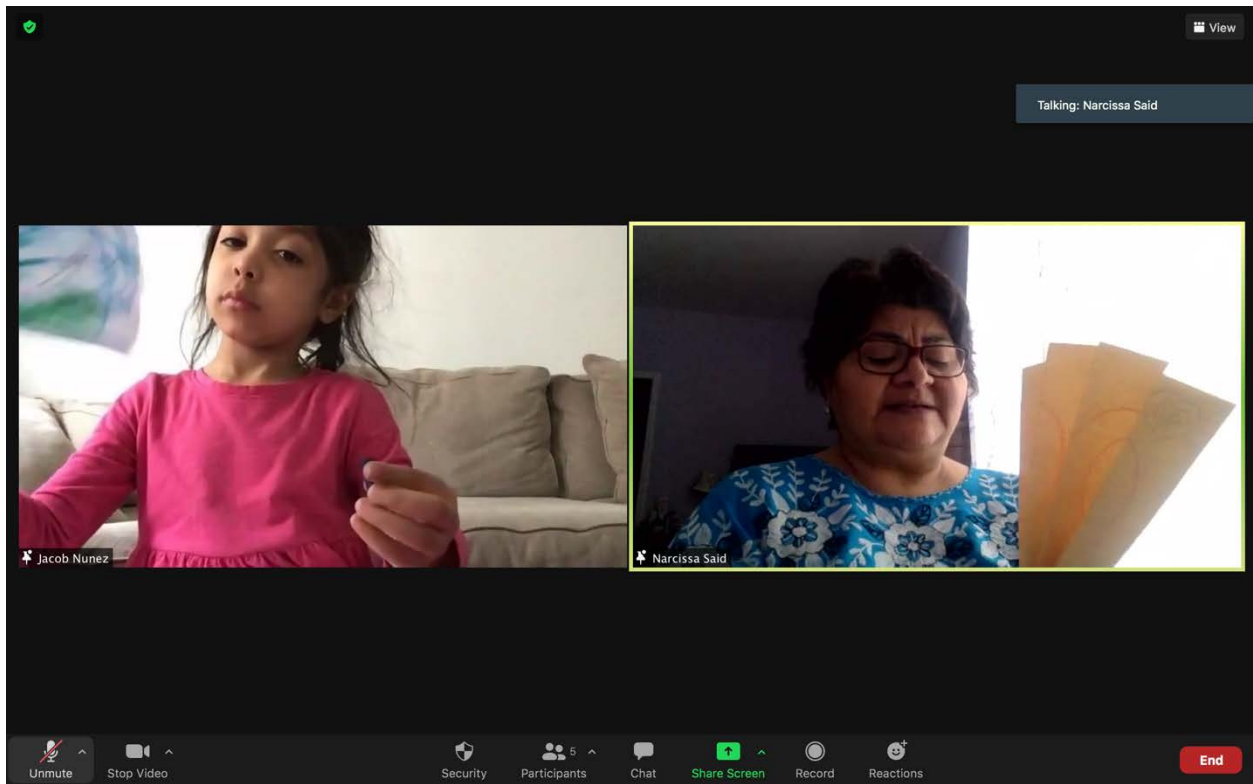 View
Talking: Narcissa Said
Jacob Nunez
Narcissa Said
Unmute
Stop Video
Security
Participants
5
Chat
Share Screen
Record
Reactions
End